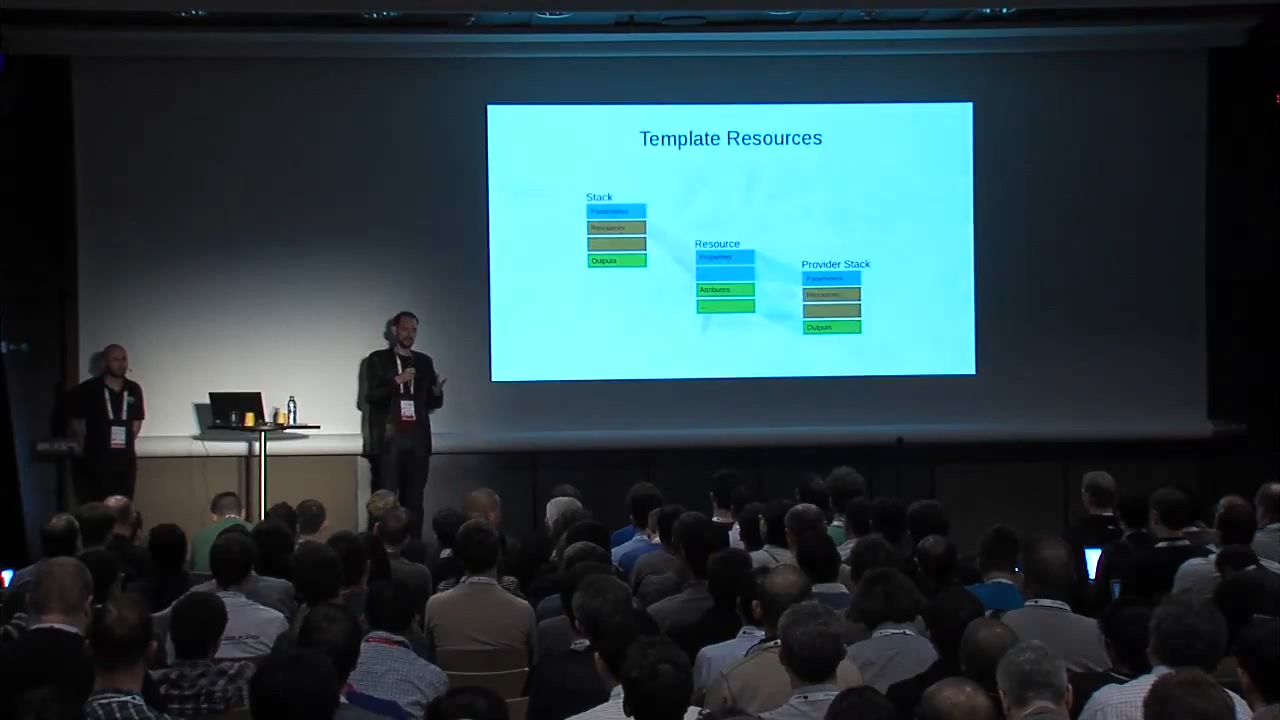 Template Resources
Stack
Parameters
Resources
Outputs
Resource
Properties
Attributes
...
Provider Stack
Parameters
Resources
Outputs